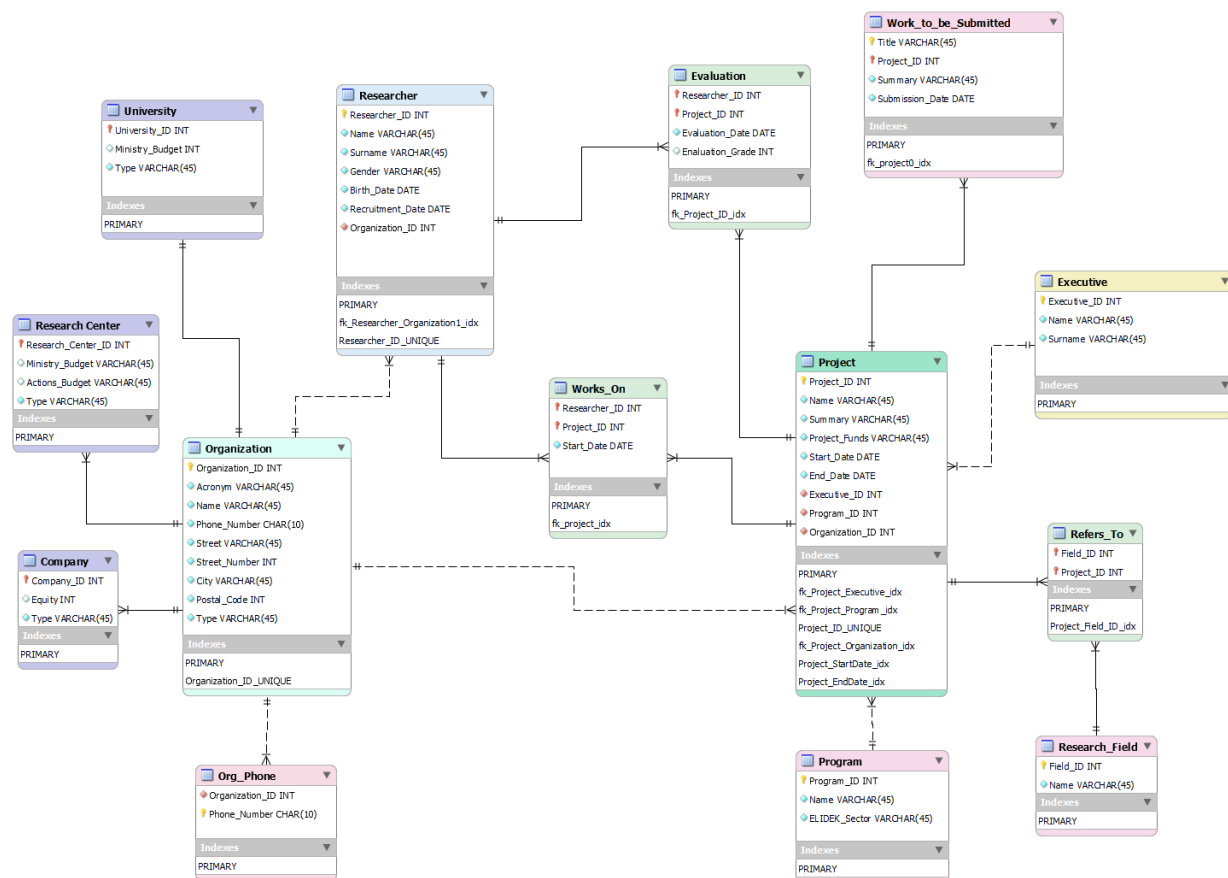 Work_to_be_Submitted
Title VARCHAR(45)
Project_ID INT
Summary VARCHAR(45)
Submission_Date DATE
Indexes
PRIMARY
fk_project0_idx
Evaluation
Researcher_ID INT
Project_ID INT
Evaluation_Date DATE
Evaluation_Grade INT
Indexes
PRIMARY
fk_Project_ID_idx
Researcher
Researcher_ID INT
Name VARCHAR(45)
Surname VARCHAR(45)
Gender VARCHAR(45)
Birth_Date DATE
Recruitment_Date DATE
Organization_ID INT
Indexes
PRIMARY
fk_Researcher_Organization1_idx
Researcher_ID_UNIQUE
University
University_ID INT
Ministry_Budget INT
Type VARCHAR(45)
Indexes
PRIMARY
Executive
Executive_ID INT
Name VARCHAR(45)
Surname VARCHAR(45)
Indexes
PRIMARY
Research Center
Research_Center_ID INT
Ministry_Budget VARCHAR(45)
Actions_Budget VARCHAR(45)
Type VARCHAR(45)
Indexes
PRIMARY
Project
Project_ID INT
Name VARCHAR(45)
Summary VARCHAR(45)
Project_Funds VARCHAR(45)
Start_Date DATE
End_Date DATE
Executive_ID INT
Program_ID INT
Organization_ID INT
Indexes
PRIMARY
fk_Project_Executive_idx
fk_Project_Program_idx
Project_ID_UNIQUE
fk_Project_Organization_idx
Project_StartDate_idx
Project_EndDate_idx
Works_On
Researcher_ID INT
Project_ID INT
Start_Date DATE
Indexes
PRIMARY
fk_project_idx
Organization
Organization_ID INT
Acronym VARCHAR(45)
Name VARCHAR(45)
Phone_Number CHAR(10)
Street VARCHAR(45)
Street_Number INT
City VARCHAR(45)
Postal_Code INT
Type VARCHAR(45)
Indexes
PRIMARY
Organization_ID_UNIQUE
Company
Company_ID INT
Equity INT
Type VARCHAR(45)
Indexes
PRIMARY
Refers_To
Field_ID INT
Project_ID INT
Indexes
PRIMARY
Project_Field_ID_idx
Research_Field
Field_ID INT
Name VARCHAR(45)
Indexes
PRIMARY
Org_Phone
Organization_ID INT
Phone_Number CHAR(10)
Indexes
PRIMARY
Program
Program_ID INT
Name VARCHAR(45)
ELIDEK_Sector VARCHAR(45)
Indexes
PRIMARY